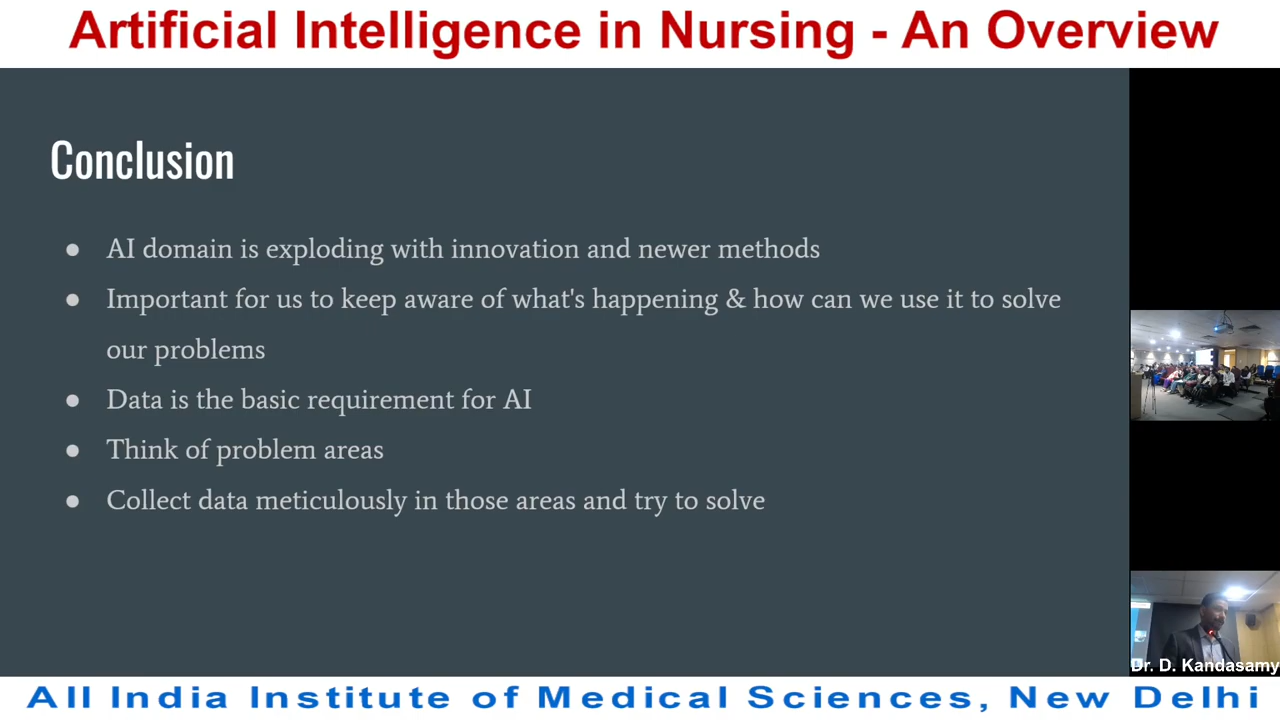 Artificial Intelligence in Nursing - An Overview
Conclusion
● AI domain is exploding with innovation and newer methods
● Important for us to keep aware of what's happening & how can we use it to solve
our problems
● Data is the basic requirement for AI
● Think of problem areas
● Collect data meticulously in those areas and try to solve
Dr. D. Kandasamy
All India Institute of Medical Sciences, New Delhi